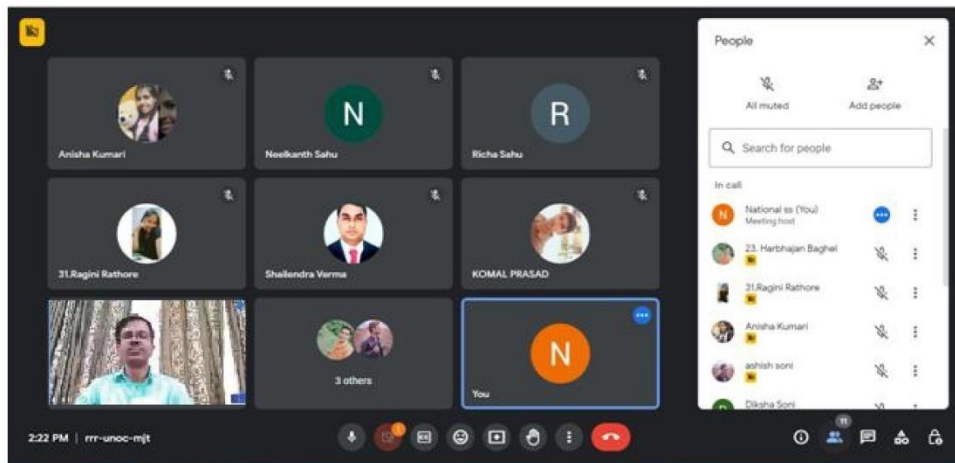 Anisha Kumari
N
Neelkanth Sahu
R
Richa Sahu
31.Ragini Rathore
Shailendra Verma
KOMAL PRASAD
3 others
N
You
2:22 PM | rrr-unoc-mjt
People
All muted
Add people
Search for people
In call
N
National ss (You)
Meeting host
23. Harbhajan Baghel
31.Ragini Rathore
Anisha Kumari
ashish soni
Diksha Soni
11